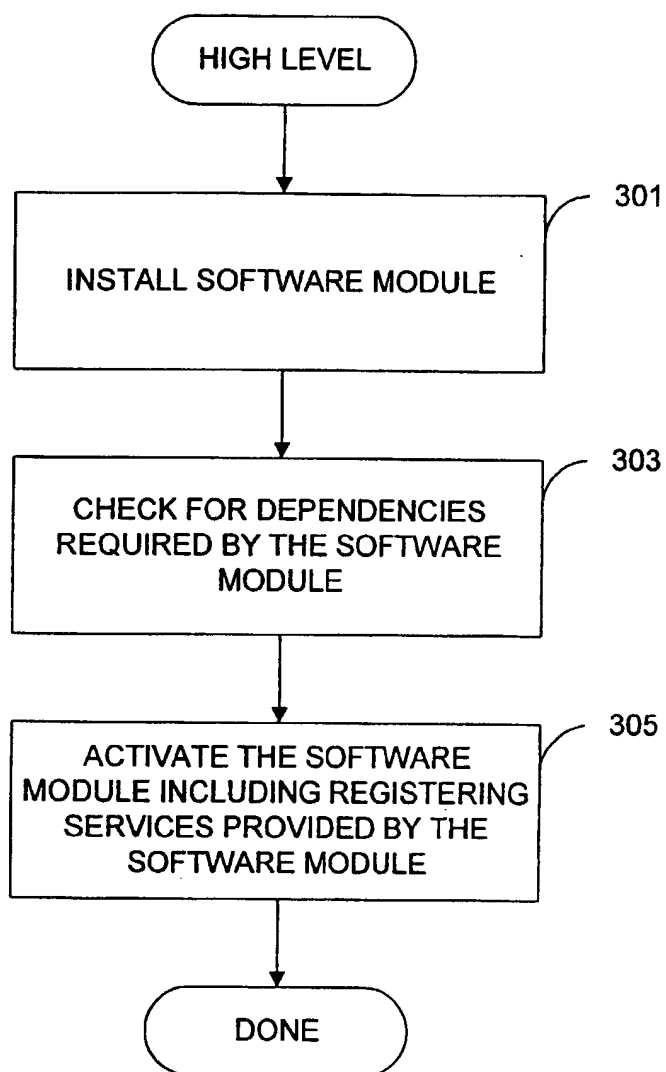 HIGH LEVEL
301
INSTALL SOFTWARE MODULE
303
CHECK FOR DEPENDENCIES
REQUIRED BY THE SOFTWARE
MODULE
305
ACTIVATE THE SOFTWARE
MODULE INCLUDING REGISTERING
SERVICES PROVIDED BY THE
SOFTWARE MODULE
DONE